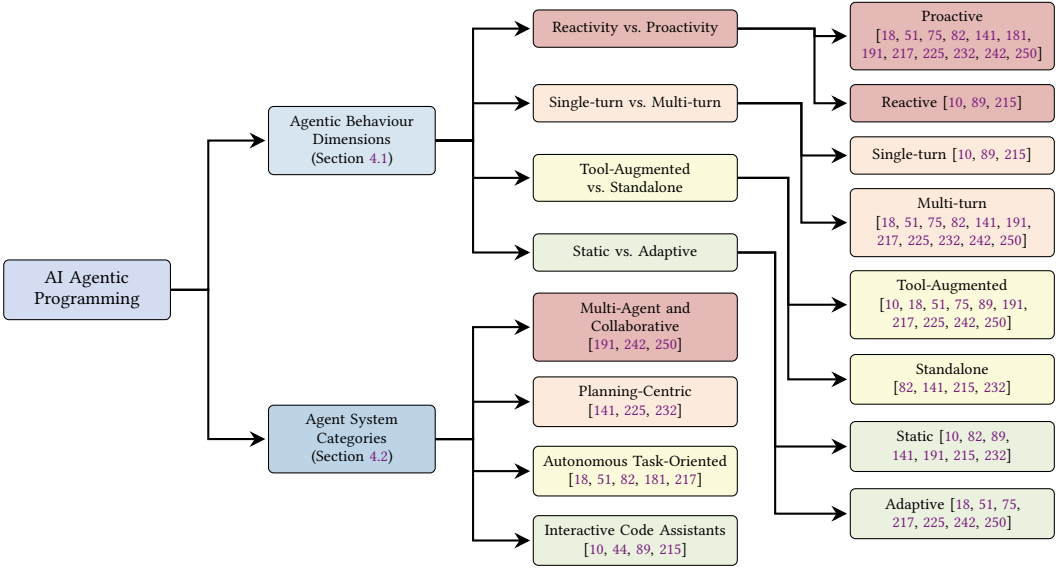 AI Agentic
Programming
Agentic Behaviour
Dimensions
(Section 4.1)
Agent System
Categories
(Section 4.2)
Reactivity vs. Proactivity
Single-turn vs. Multi-turn
Tool-Augmented
vs. Standalone
Static vs. Adaptive
Multi-Agent and
Collaborative
[191, 242, 250]
Planning-Centric
[141, 225, 232]
Autonomous Task-Oriented
[18, 51, 82, 181, 217]
Interactive Code Assistants
[10, 44, 89, 215]
Proactive
[18, 51, 75, 82, 141, 181,
191, 217, 225, 232, 242, 250]
Reactive [10, 89, 215]
Single-turn [10, 89, 215]
Multi-turn
[18, 51, 75, 82, 141, 191,
217, 225, 232, 242, 250]
Tool-Augmented
[10, 18, 51, 75, 89, 191,
217, 225, 242, 250]
Standalone
[82, 141, 215, 232]
Static [10, 82, 89,
141, 191, 215, 232]
Adaptive [18, 51, 75,
217, 225, 242, 250]